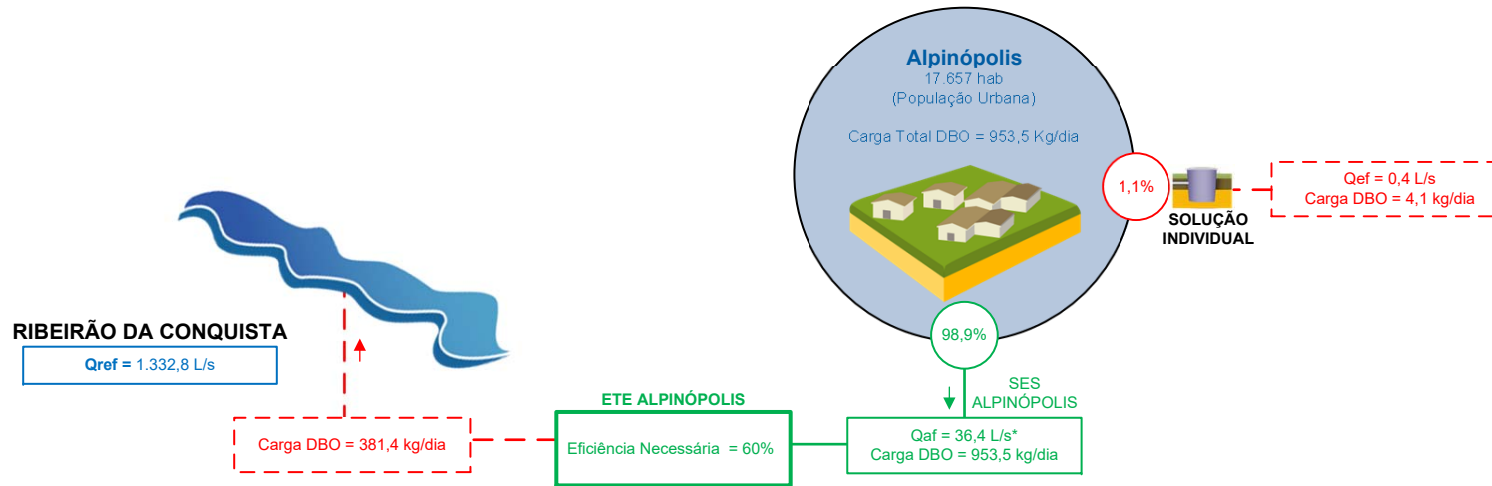 Alpinópolis
17.657 hab
(População Urbana)
Carga Total DBO = 953,5 Kg/dia
1,1%
SOLUÇÃO
INDIVIDUAL
Qef = 0,4 L/s
Carga DBO = 4,1 kg/dia
98,9%
SES
ALPINÓPOLIS
Qaf = 36,4 L/s*
Carga DBO = 953,5 kg/dia
ETE ALPINÓPOLIS
Eficiência Necessária = 60%
Carga DBO = 381,4 kg/dia
RIBEIRÃO DA CONQUISTA
Qref = 1.332,8 L/s